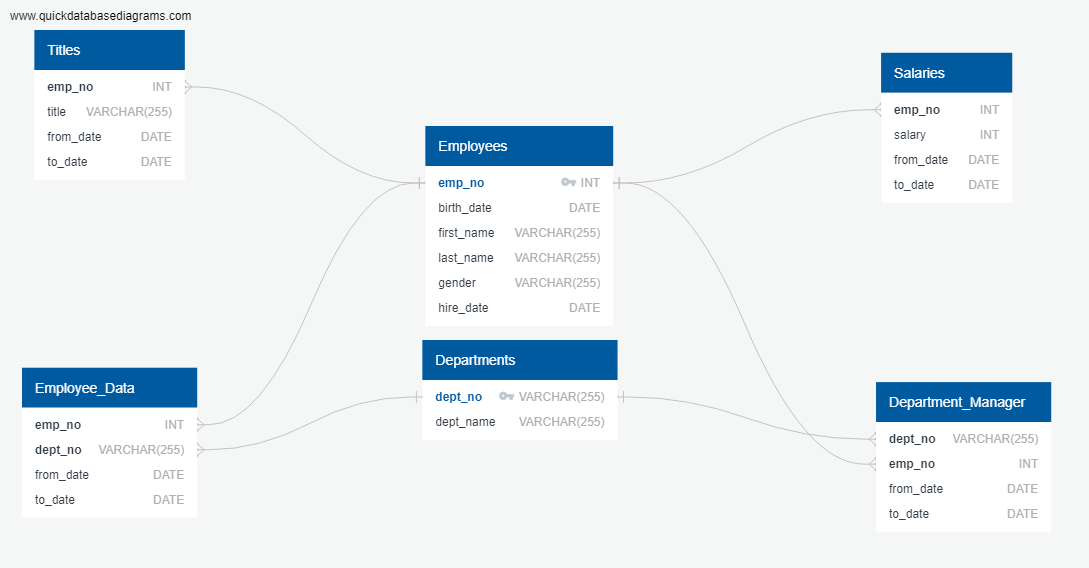 www.quickdatabasediagrams.com
Titles
emp_no INT
title VARCHAR(255)
from_date DATE
to_date DATE
Employees
emp_no INT
birth_date DATE
first_name VARCHAR(255)
last_name VARCHAR(255)
gender VARCHAR(255)
hire_date DATE
Salaries
emp_no INT
salary INT
from_date DATE
to_date DATE
Employee_Data
emp_no INT
dept_no VARCHAR(255)
from_date DATE
to_date DATE
Departments
dept_no VARCHAR(255)
dept_name VARCHAR(255)
Department_Manager
dept_no VARCHAR(255)
emp_no INT
from_date DATE
to_date DATE